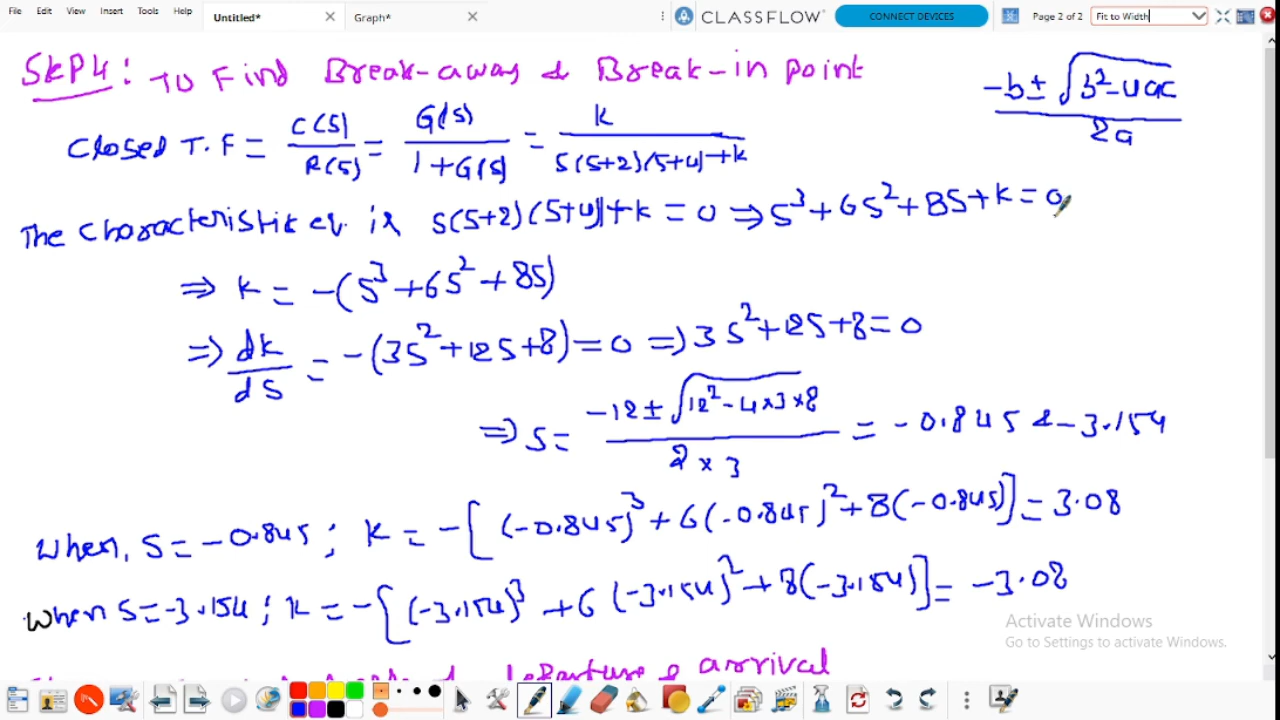 File Edit View Insert Tools Help
Untitled* Graph* CLASSFLOW CONNECT DEVICES Page 2 of 2 Fit to Width
Step4: To Find Break-away & Break-in point
-b ± √b² - 4ac / 2a
Closed T.F = C(S)/R(S) = G(S)/1+G(S) = k/S(S+2)(S+4)+k
The characteristik eq. is S(S+2)(S+4)+k = 0 ⇒ S³+6S²+8S+k = 0
⇒ k = -(S³+6S²+8S)
⇒ dk/dS = -(3S²+12S+8) = 0 ⇒ 3S²+12S+8 = 0
⇒ S = -12 ± √12² - 4×3×8 / 2×3 = -0.845 & -3.154
When, S = -0.845 ; k = -[(-0.845)³+6(-0.845)²+8(-0.845)] = 3.08
When S = -3.154 ; k = -[(-3.154)³+6(-3.154)²+8(-3.154)] = -3.08
Activate Windows
Go to Settings to activate Windows.
departure & arrival